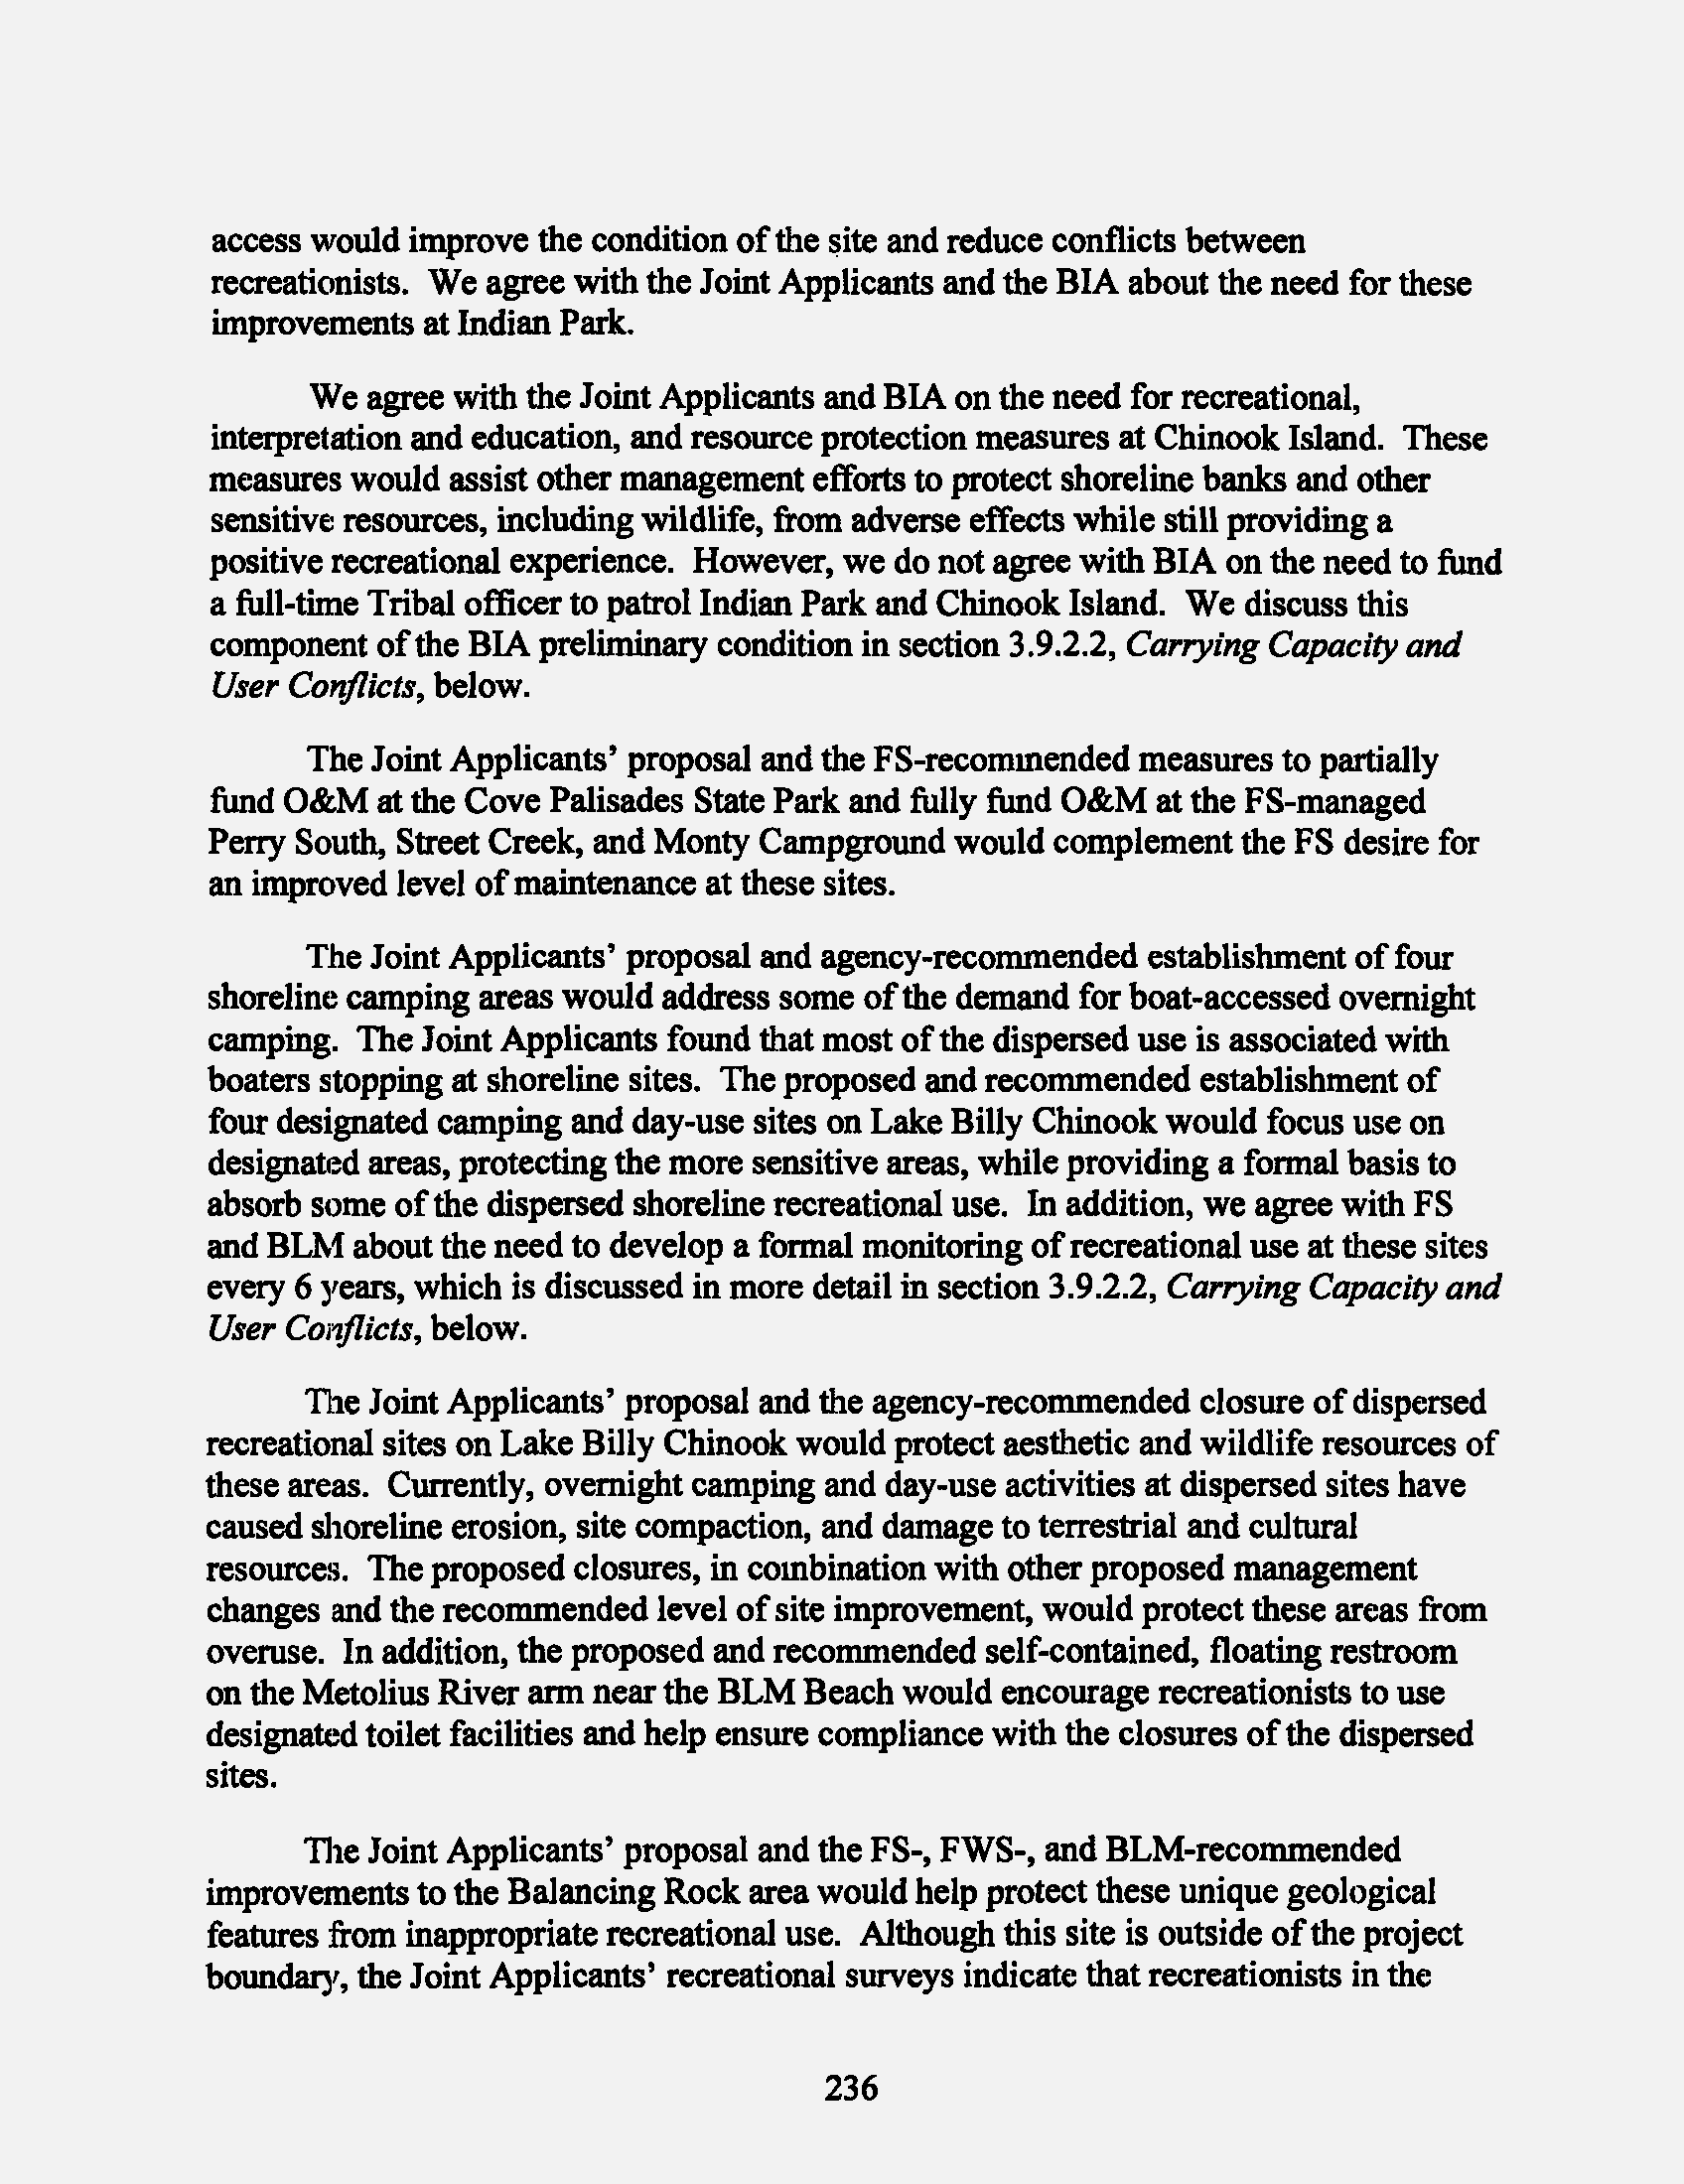 access would improve the condition of the site and reduce conflicts between
recreationists. We agree with the Joint Applicants and the BIA about the need for these
improvements at Indian Park.
We agree with the Joint Applicants and BIA on the need for recreational,
interpretation and education, and resource protection measures at Chinook Island. These
measures would assist other management efforts to protect shoreline banks and other
sensitive resources, including wildlife, from adverse effects while still providing a
positive recreational experience. However, we do not agree with BIA on the need to fund
a full-time Tribal officer to patrol Indian Park and Chinook Island. We discuss this
component of the BIA preliminary condition in section 3.9.2.2, Carrying Capacity and
User Conflicts, below.
The Joint Applicants' proposal and the FS-recommended measures to partially
fund O&M at the Cove Palisades State Park and fully fund O&M at the FS-managed
Perry South, Street Creek, and Monty Campground would complement the FS desire for
an improved level of maintenance at these sites.
The Joint Applicants' proposal and agency-recommended establishment of four
shoreline camping areas would address some of the demand for boat-accessed overnight
camping. The Joint Applicants found that most of the dispersed use is associated with
boaters stopping at shoreline sites. The proposed and recommended establishment of
four designated camping and day-use sites on Lake Billy Chinook would focus use on
designated areas, protecting the more sensitive areas, while providing a formal basis to
absorb some of the dispersed shoreline recreational use. In addition, we agree with FS
and BLM about the need to develop a formal monitoring of recreational use at these sites
every 6 years, which is discussed in more detail in section 3.9.2.2, Carrying Capacity and
User Conflicts, below.
The Joint Applicants' proposal and the agency-recommended closure of dispersed
recreational sites on Lake Billy Chinook would protect aesthetic and wildlife resources of
these areas. Currently, overnight camping and day-use activities at dispersed sites have
caused shoreline erosion, site compaction, and damage to terrestrial and cultural
resources. The proposed closures, in combination with other proposed management
changes and the recommended level of site improvement, would protect these areas from
overuse. In addition, the proposed and recommended self-contained, floating restroom
on the Metolius River arm near the BLM Beach would encourage recreationists to use
designated toilet facilities and help ensure compliance with the closures of the dispersed
sites.
The Joint Applicants' proposal and the FS-, FWS-, and BLM-recommended
improvements to the Balancing Rock area would help protect these unique geological
features from inappropriate recreational use. Although this site is outside of the project
boundary, the Joint Applicants' recreational surveys indicate that recreationists in the
236